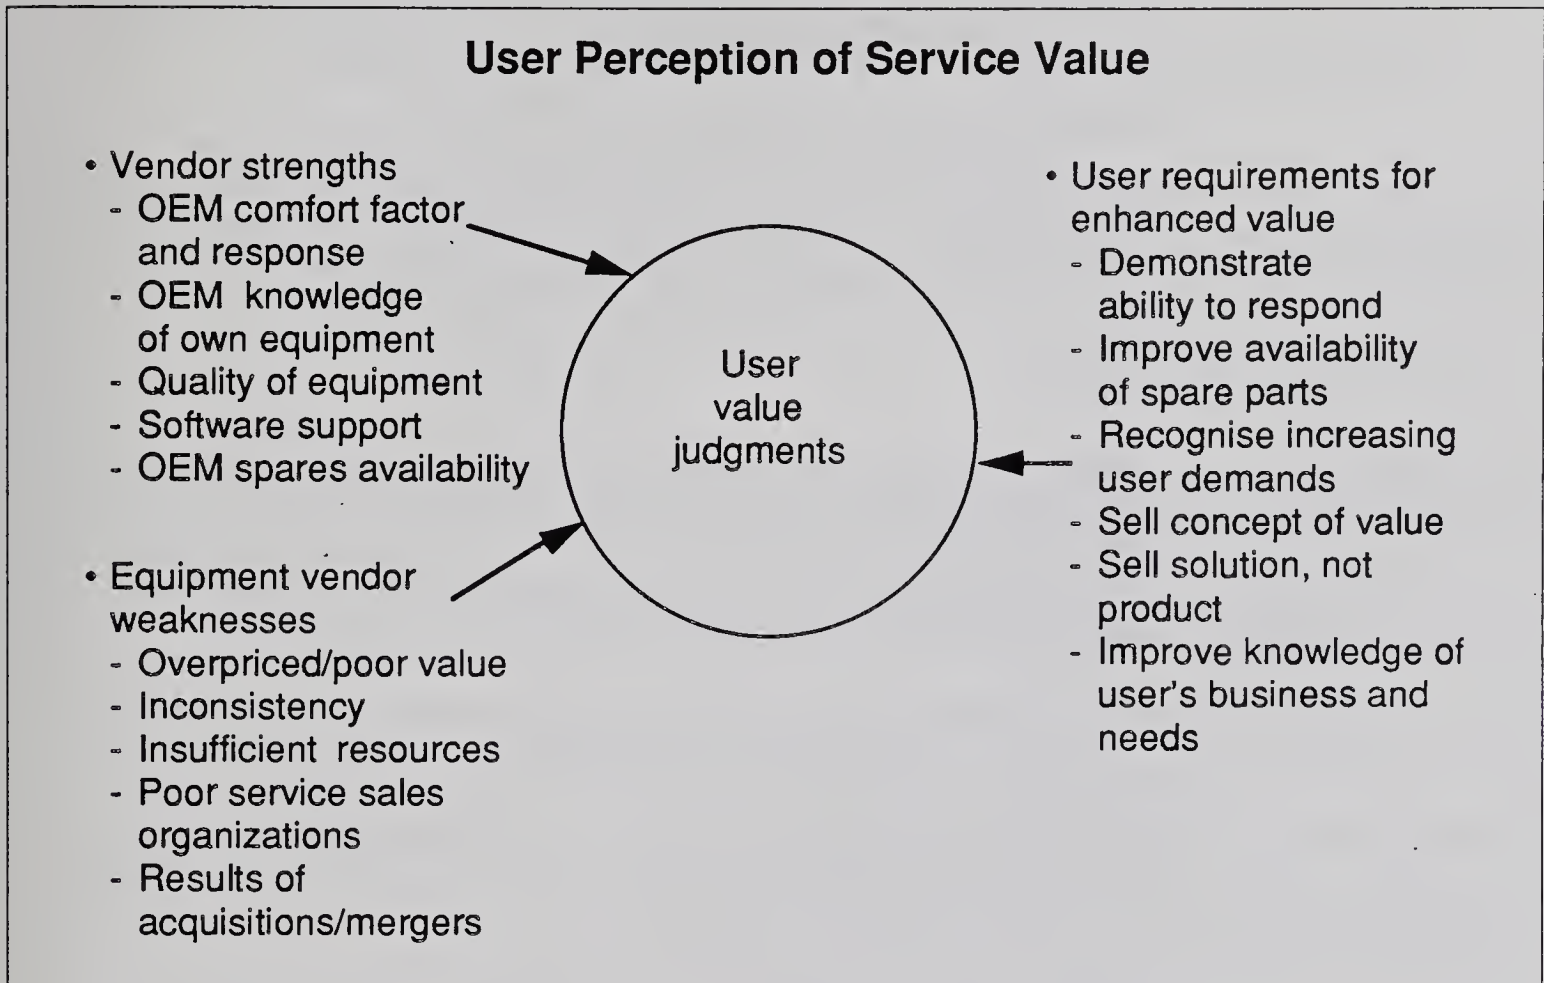 User Perception of Service Value
• Vendor strengths
- OEM comfort factor
and response
- OEM knowledge
of own equipment
- Quality of equipment
- Software support
- OEM spares availability
• Equipment vendor
weaknesses
- Overpriced/poor value
- Inconsistency
- Insufficient resources
- Poor service sales
organizations
- Results of
acquisitions/mergers
User
value
judgments
• User requirements for
enhanced value
- Demonstrate
ability to respond
- Improve availability
of spare parts
- Recognise increasing
user demands
- Sell concept of value
- Sell solution, not
product
- Improve knowledge of
user's business and
needs